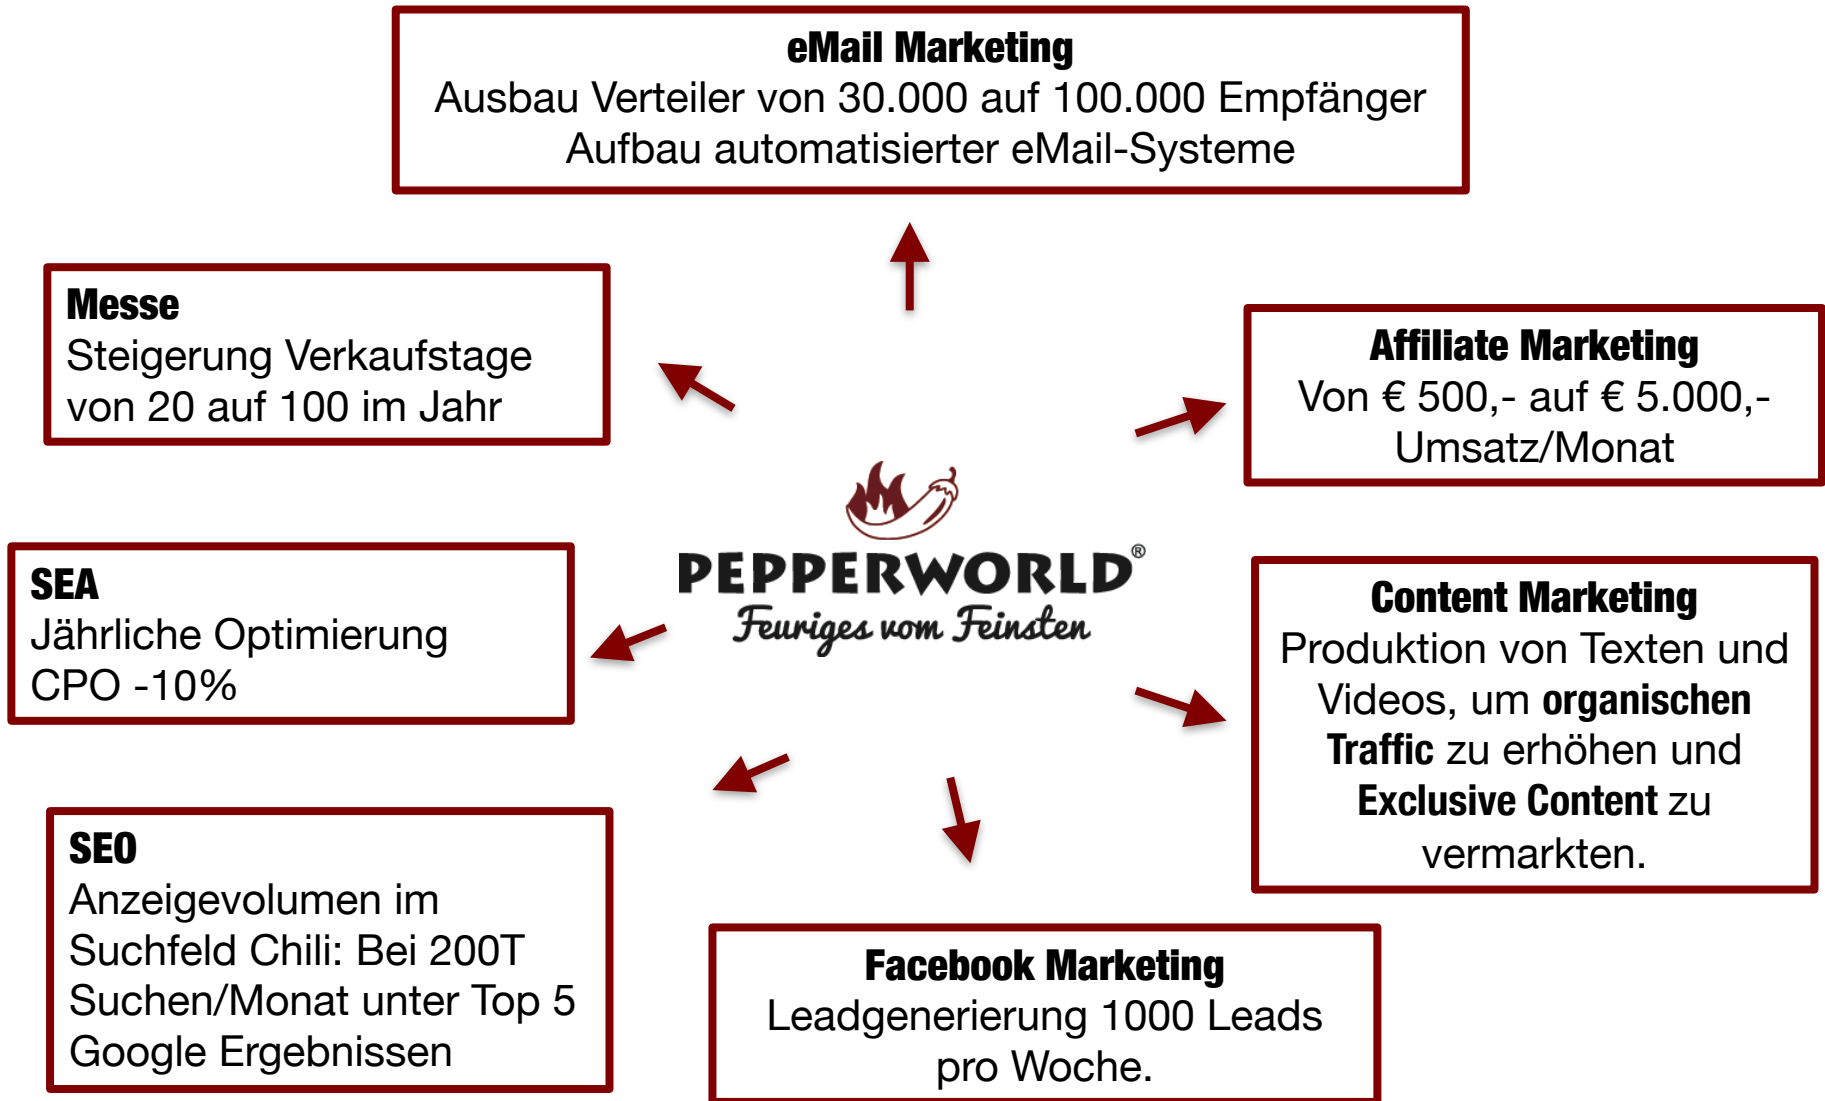 eMail Marketing
Ausbau Verteiler von 30.000 auf 100.000 Empfänger
Aufbau automatisierter eMail-Systeme
Messe
Steigerung Verkaufstage
von 20 auf 100 im Jahr
Affiliate Marketing
Von € 500,- auf € 5.000,-
Umsatz/Monat
PEPPERWORLD®
Feuriges vom Feinsten
SEA
Jährliche Optimierung
CPO -10%
Content Marketing
Produktion von Texten und
Videos, um organischen
Traffic zu erhöhen und
Exclusive Content zu
vermarkten.
SEO
Anzeigevolumen im
Suchfeld Chili: Bei 200T
Suchen/Monat unter Top 5
Google Ergebnissen
Facebook Marketing
Leadgenerierung 1000 Leads
pro Woche.